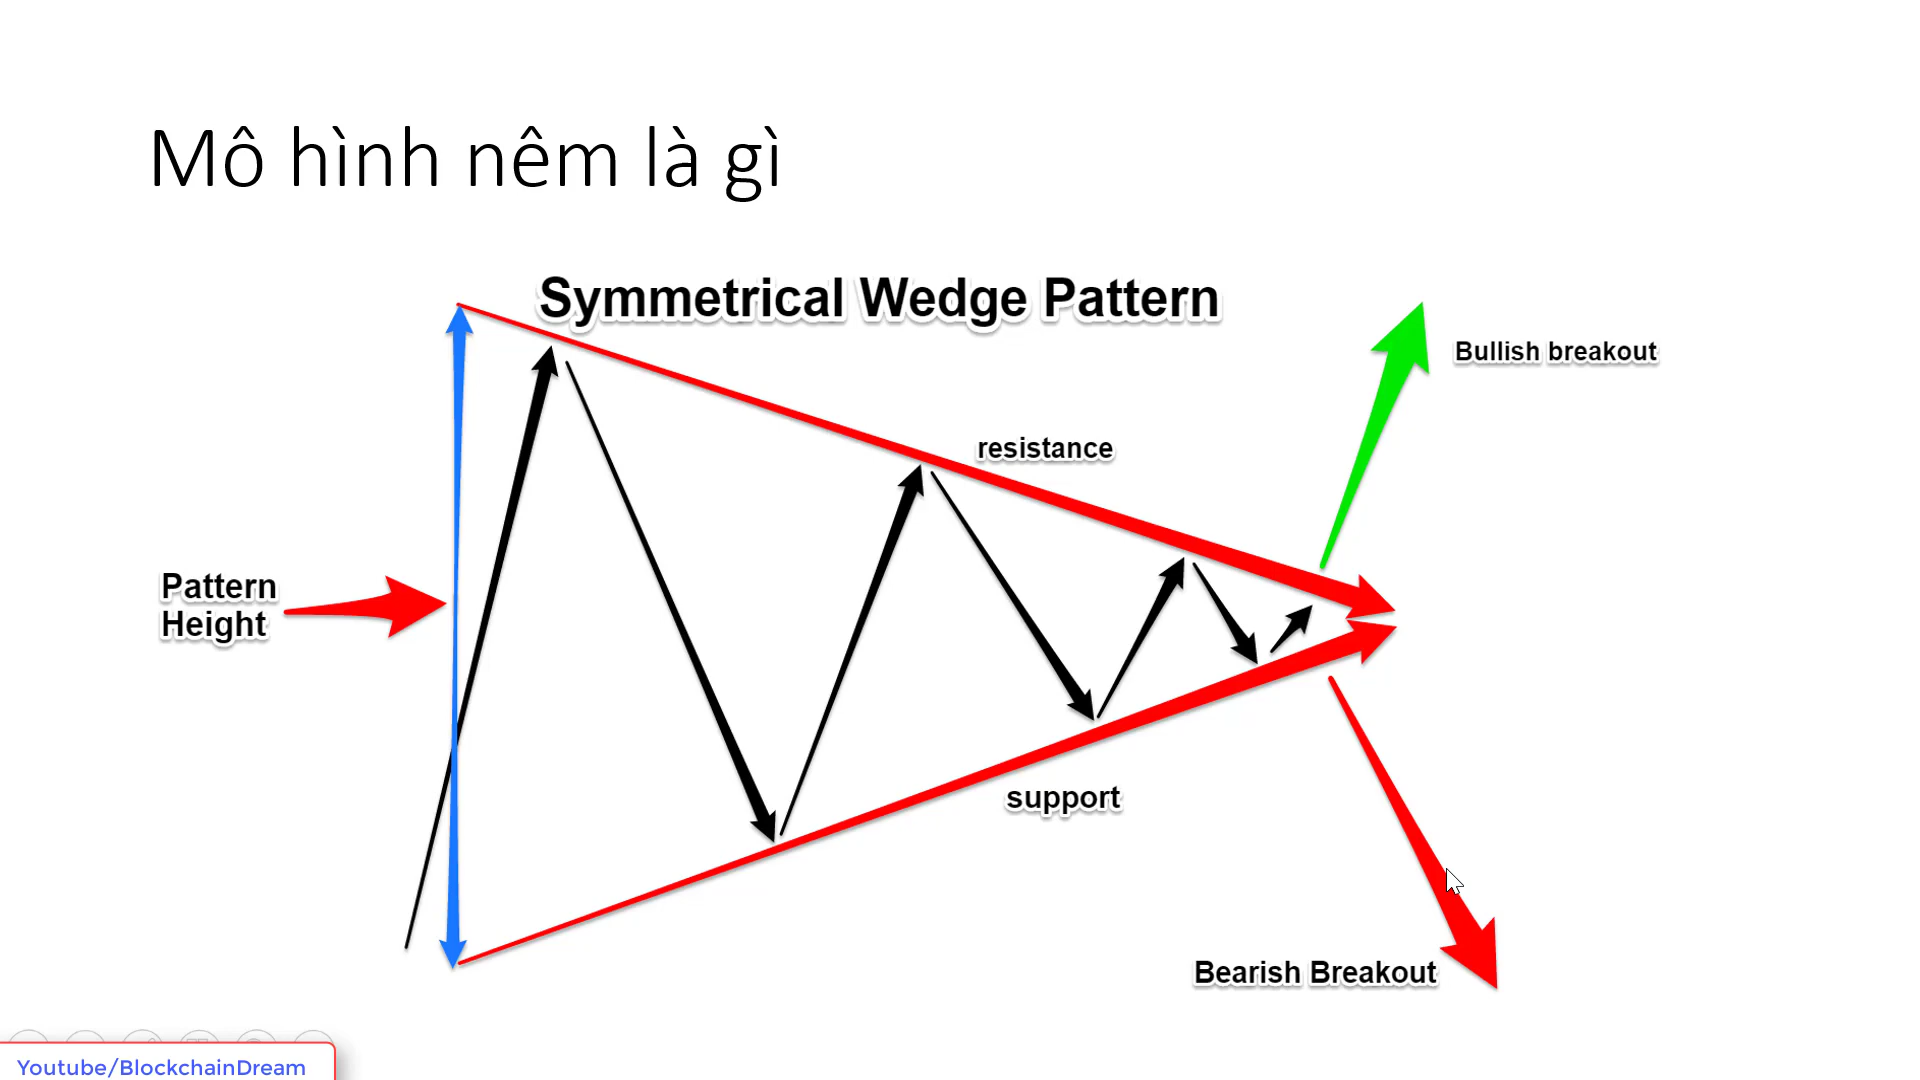 Mô hình nêm là gì
Symmetrical Wedge Pattern
Bullish breakout
resistance
Pattern
Height
support
Bearish Breakout
Youtube/BlockchainDream